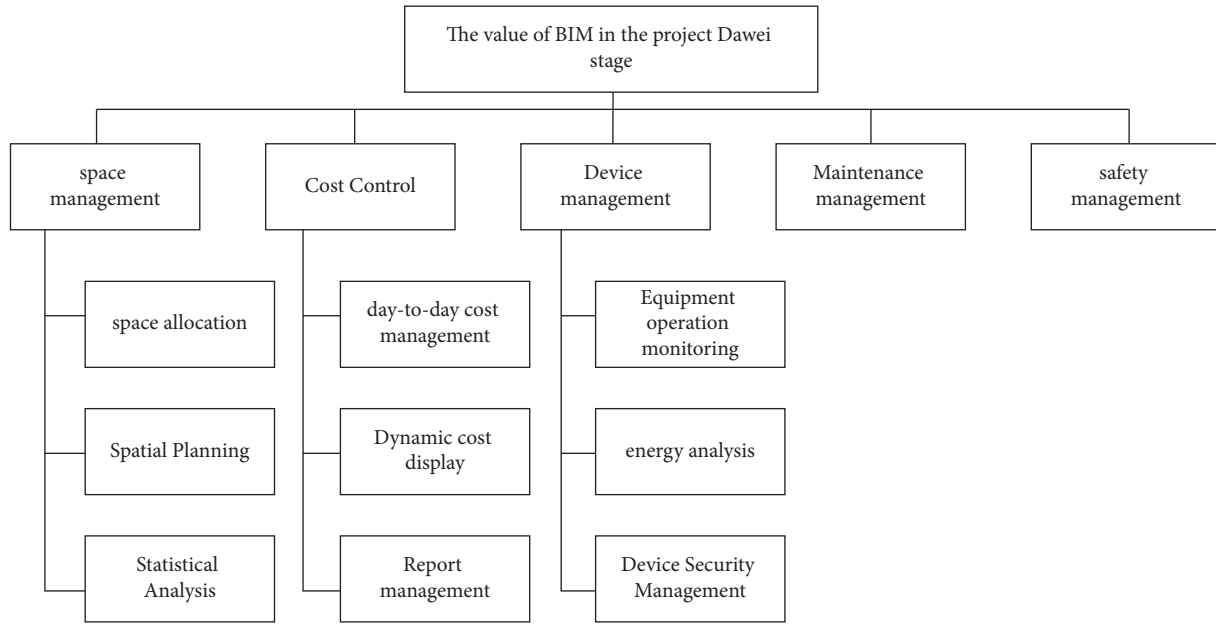 The value of BIM in the project Dawei
stage
space
management
Cost Control
Device
management
Maintenance
management
safety
management
space allocation
day-to-day cost
management
Equipment
operation
monitoring
Spatial Planning
Dynamic cost
display
energy analysis
Statistical
Analysis
Report
management
Device Security
Management